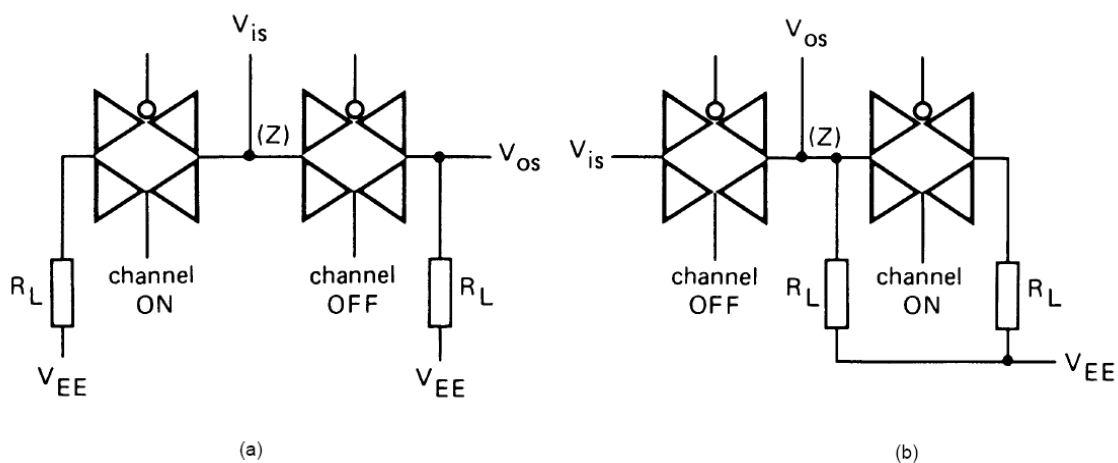 V_is
(Z)
V_os
channel
ON
channel
OFF
R_L
R_L
V_EE
V_EE
(a)
V_os
V_is
(Z)
channel
OFF
channel
ON
R_L
R_L
V_EE
(b)